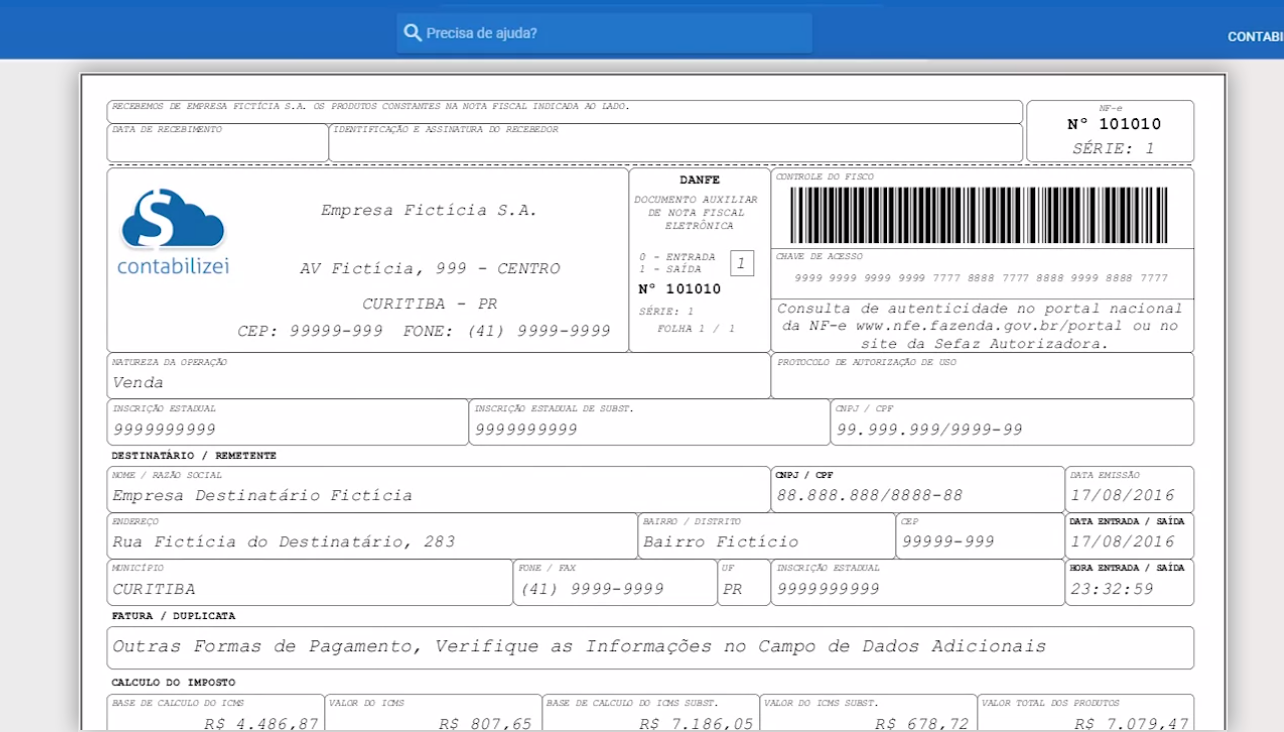 Precisa de ajuda?
CONTABI
RECEBEMOS DE EMPRESA FICTÍCIA S.A. OS PRODUTOS CONSTANTES NA NOTA FISCAL INDICADA AO LADO.
DATA DE RECEBIMENTO
IDENTIFICAÇÃO E ASSINATURA DO RECEBEDOR
NF-e
Nº 101010
SÉRIE: 1
contabilizei
Empresa Fictícia S.A.
AV Fictícia, 999 - CENTRO
CURITIBA - PR
CEP: 99999-999 FONE: (41) 9999-9999
DANFE
DOCUMENTO AUXILIAR
DE NOTA FISCAL
ELETRÔNICA
0 - ENTRADA
1 - SAÍDA
1
Nº 101010
SÉRIE: 1
FOLHA 1 / 1
CONTROLE DO FISCO
CHAVE DE ACESSO
9999 9999 9999 9999 7777 8888 7777 8888 9999 8888 7777
Consulta de autenticidade no portal nacional
da NF-e www.nfe.fazenda.gov.br/portal ou no
site da Sefaz Autorizadora.
NATUREZA DA OPERAÇÃO
Venda
PROTOCOLO DE AUTORIZAÇÃO DE USO
INSCRIÇÃO ESTADUAL
9999999999
INSCRIÇÃO ESTADUAL DE SUBST.
9999999999
CNPJ / CPF
99.999.999/9999-99
DESTINATÁRIO / REMETENTE
NOME / RAZÃO SOCIAL
Empresa Destinatário Fictícia
CNPJ / CPF
88.888.888/8888-88
DATA EMISSÃO
17/08/2016
ENDEREÇO
Rua Fictícia do Destinatário, 283
BAIRRO / DISTRITO
Bairro Fictício
CEP
99999-999
DATA ENTRADA / SAÍDA
17/08/2016
MUNICÍPIO
CURITIBA
FONE / FAX
(41) 9999-9999
UF
PR
INSCRIÇÃO ESTADUAL
9999999999
HORA ENTRADA / SAÍDA
23:32:59
FATURA / DUPLICATA
Outras Formas de Pagamento, Verifique as Informações no Campo de Dados Adicionais
CALCULO DO IMPOSTO
BASE DE CALCULO DO ICMS
R$ 4.486,87
VALOR DO ICMS
R$ 807,65
BASE DE CALCULO DO ICMS SUBST.
R$ 7.186,05
VALOR DO ICMS SUBST.
R$ 678,72
VALOR TOTAL DOS PRODUTOS
R$ 7.079,47